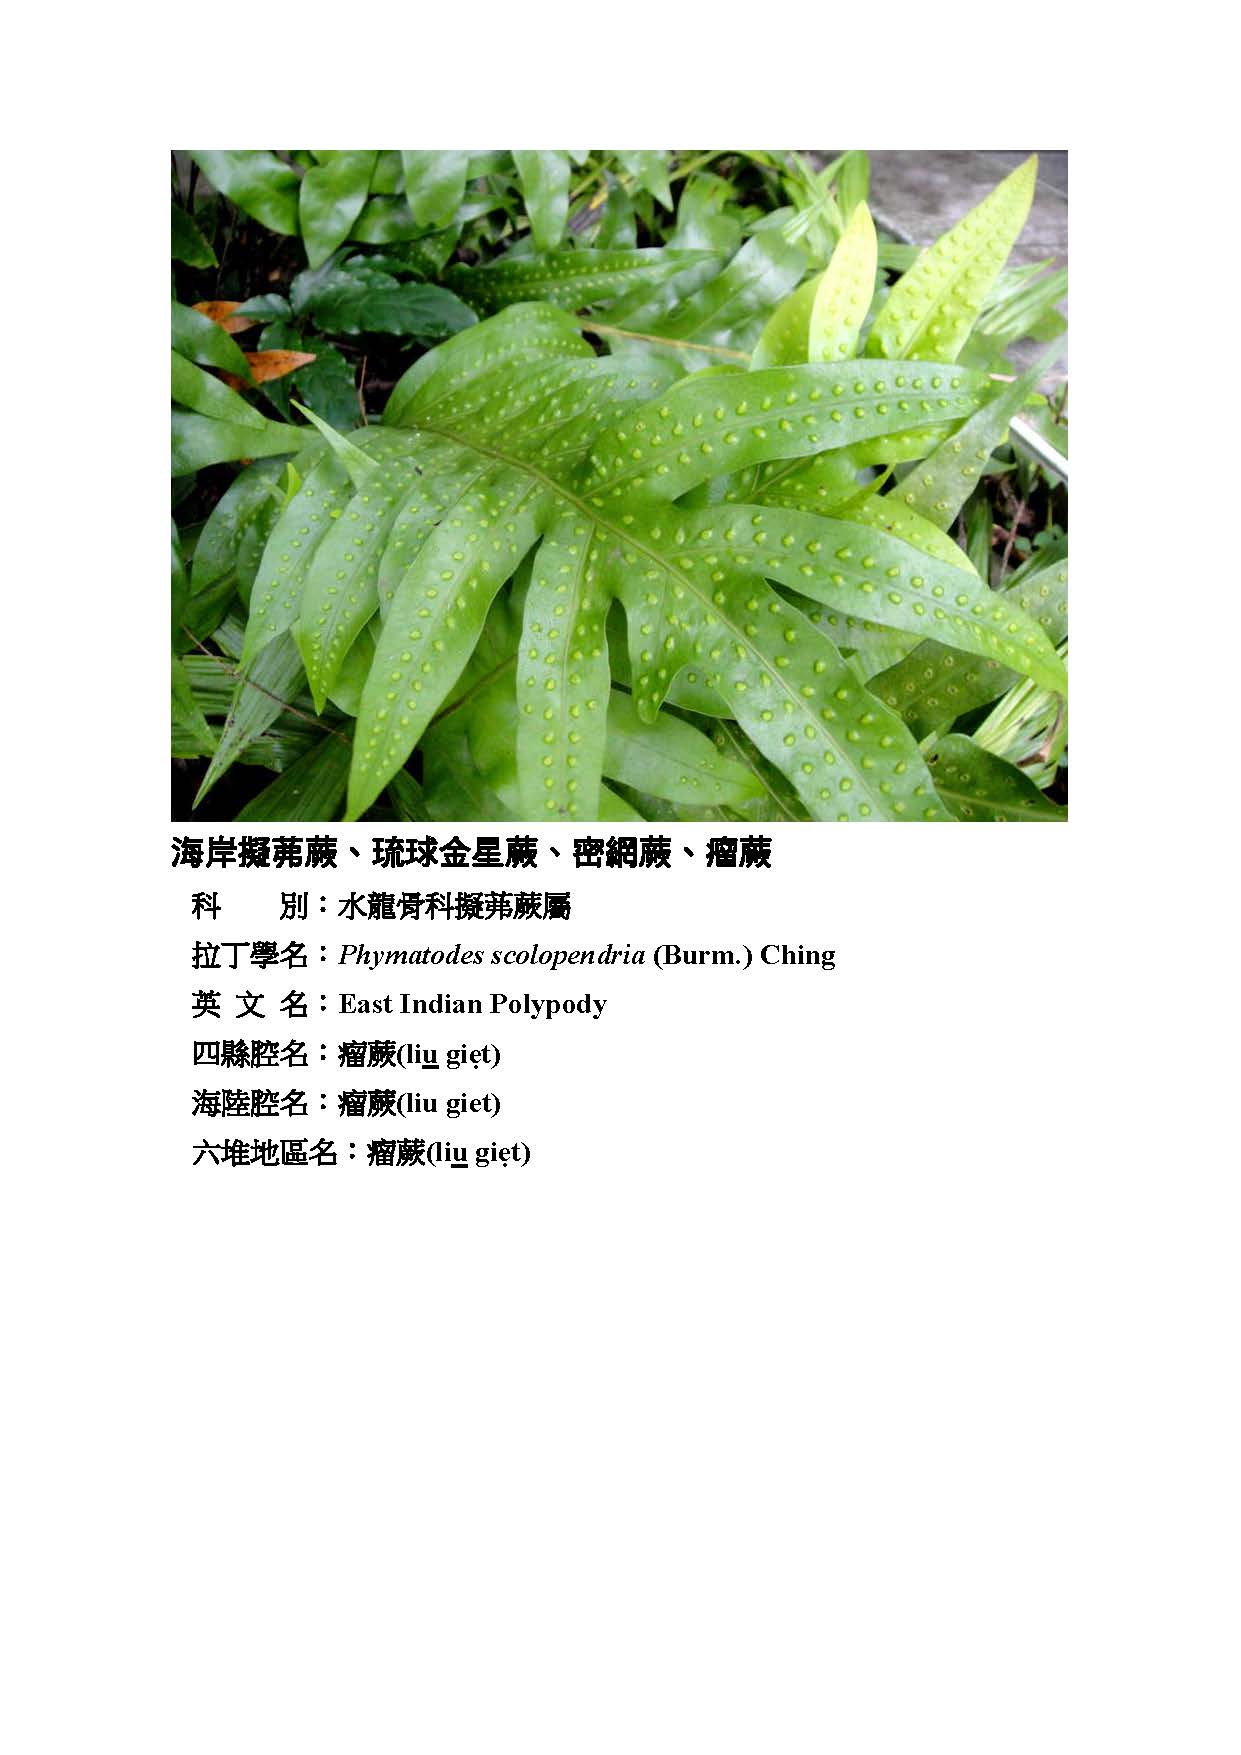 海岸擬茀蕨、琉球金星蕨、密網蕨、瘤蕨
科　　別：水龍骨科擬茀蕨屬
拉丁學名：Phymatodes scolopendria (Burm.) Ching
英 文 名：East Indian Polypody
四縣腔名：瘤蕨(liu̲ giẹt)
海陸腔名：瘤蕨(liu giet)
六堆地區名：瘤蕨(liu̲ giẹt)